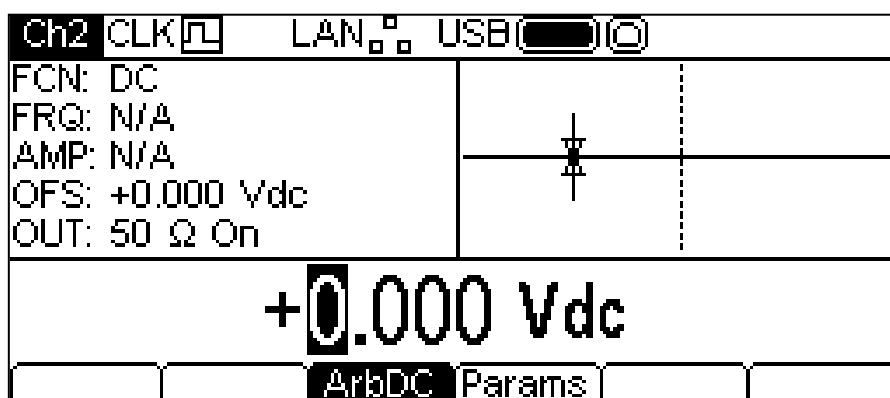 Ch2 CLK LAN USB
FCN: DC
FRQ: N/A
AMP: N/A
OFS: +0.000 Vdc
OUT: 50 Ω On
+0.000 Vdc
ArbDC Params